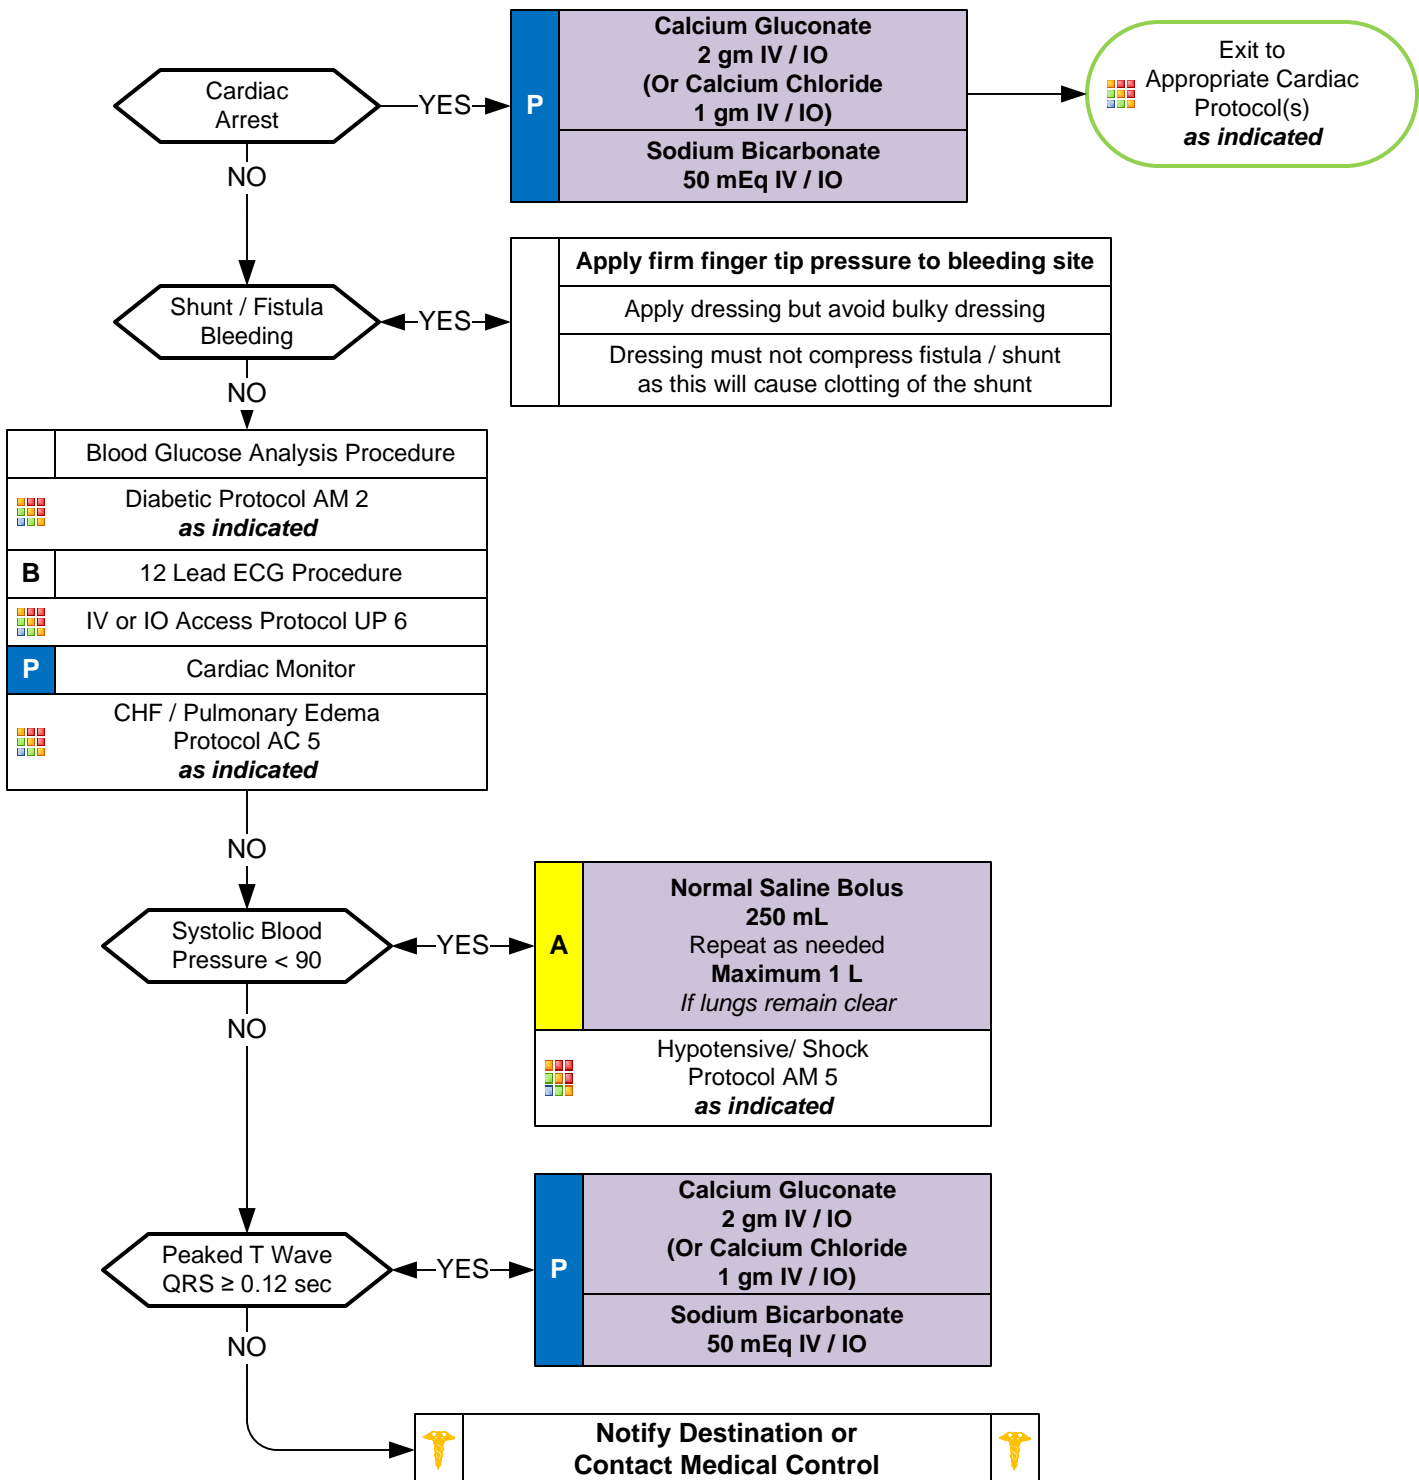 Cardiac
Arrest
YES
P
Calcium Gluconate
2 gm IV / IO
(Or Calcium Chloride
1 gm IV / IO)
Sodium Bicarbonate
50 mEq IV / IO
Exit to
Appropriate Cardiac
Protocol(s)
as indicated
NO
Shunt / Fistula
Bleeding
YES
Apply firm finger tip pressure to bleeding site
Apply dressing but avoid bulky dressing
Dressing must not compress fistula / shunt
as this will cause clotting of the shunt
NO
Blood Glucose Analysis Procedure
Diabetic Protocol AM 2
as indicated
B
12 Lead ECG Procedure
IV or IO Access Protocol UP 6
P
Cardiac Monitor
CHF / Pulmonary Edema
Protocol AC 5
as indicated
NO
Systolic Blood
Pressure < 90
YES
A
Normal Saline Bolus
250 mL
Repeat as needed
Maximum 1 L
If lungs remain clear
Hypotensive/ Shock
Protocol AM 5
as indicated
NO
Peaked T Wave
QRS ≥ 0.12 sec
YES
P
Calcium Gluconate
2 gm IV / IO
(Or Calcium Chloride
1 gm IV / IO)
Sodium Bicarbonate
50 mEq IV / IO
NO
Notify Destination or
Contact Medical Control